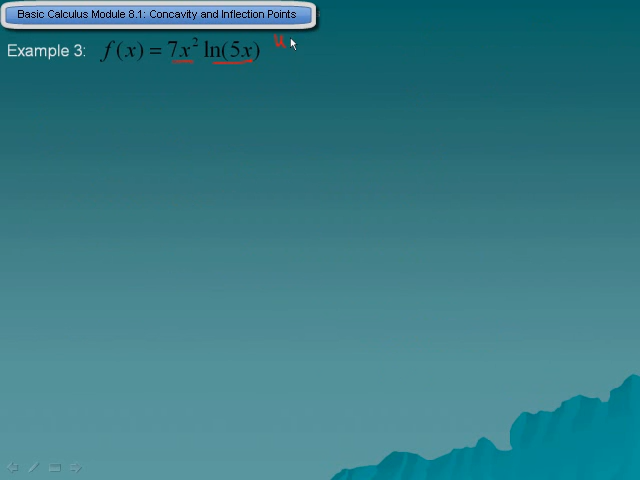 Basic Calculus Module 8.1: Concavity and Inflection Points
Example 3: f(x) = 7x² ln(5x) u